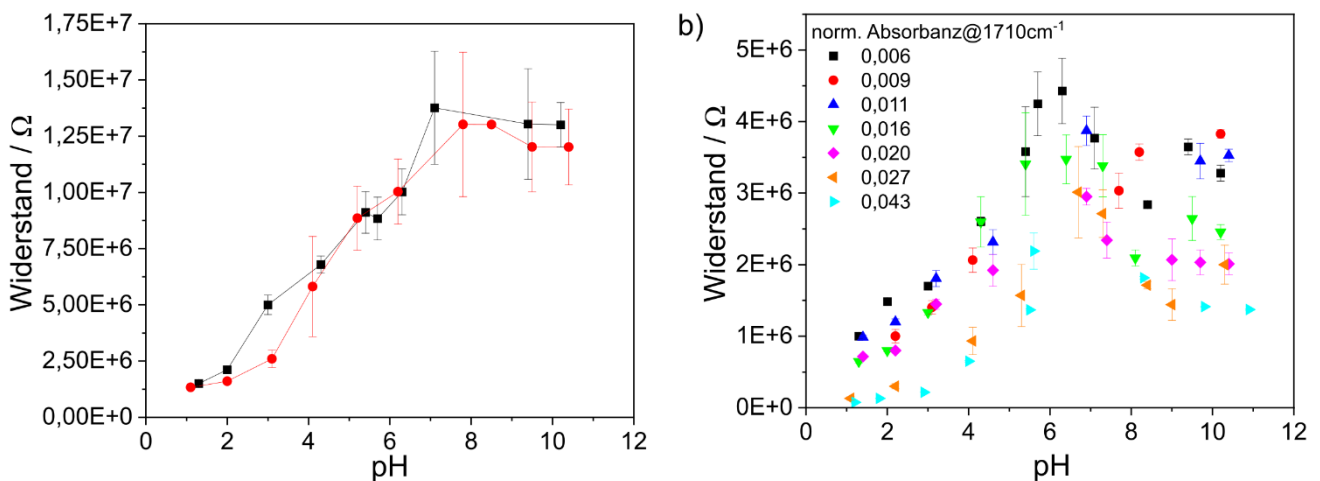 1,75E+7
1,50E+7
1,25E+7
1,00E+7
7,50E+6
5,00E+6
2,50E+6
0,00E+0
Widerstand / Ω
0 2 4 6 8 10 12
pH
b)
norm. Absorbanz@1710cm⁻¹
0,006
0,009
0,011
0,016
0,020
0,027
0,043
5E+6
4E+6
3E+6
2E+6
1E+6
0E+0
Widerstand / Ω
0 2 4 6 8 10 12
pH